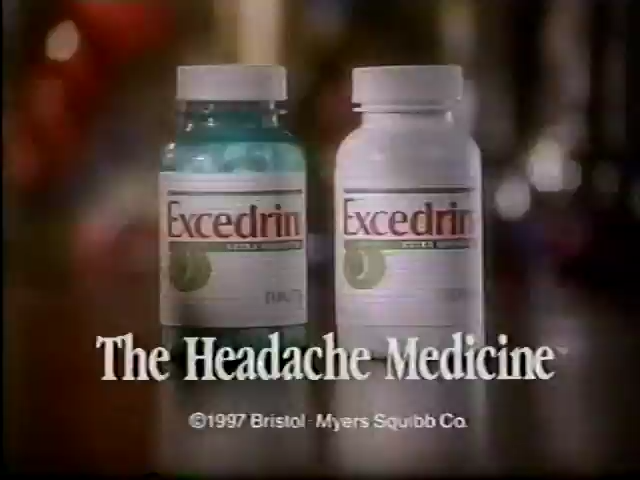 Excedrin Excedrin
The Headache Medicine
©1997 Bristol-Myers Squibb Co.